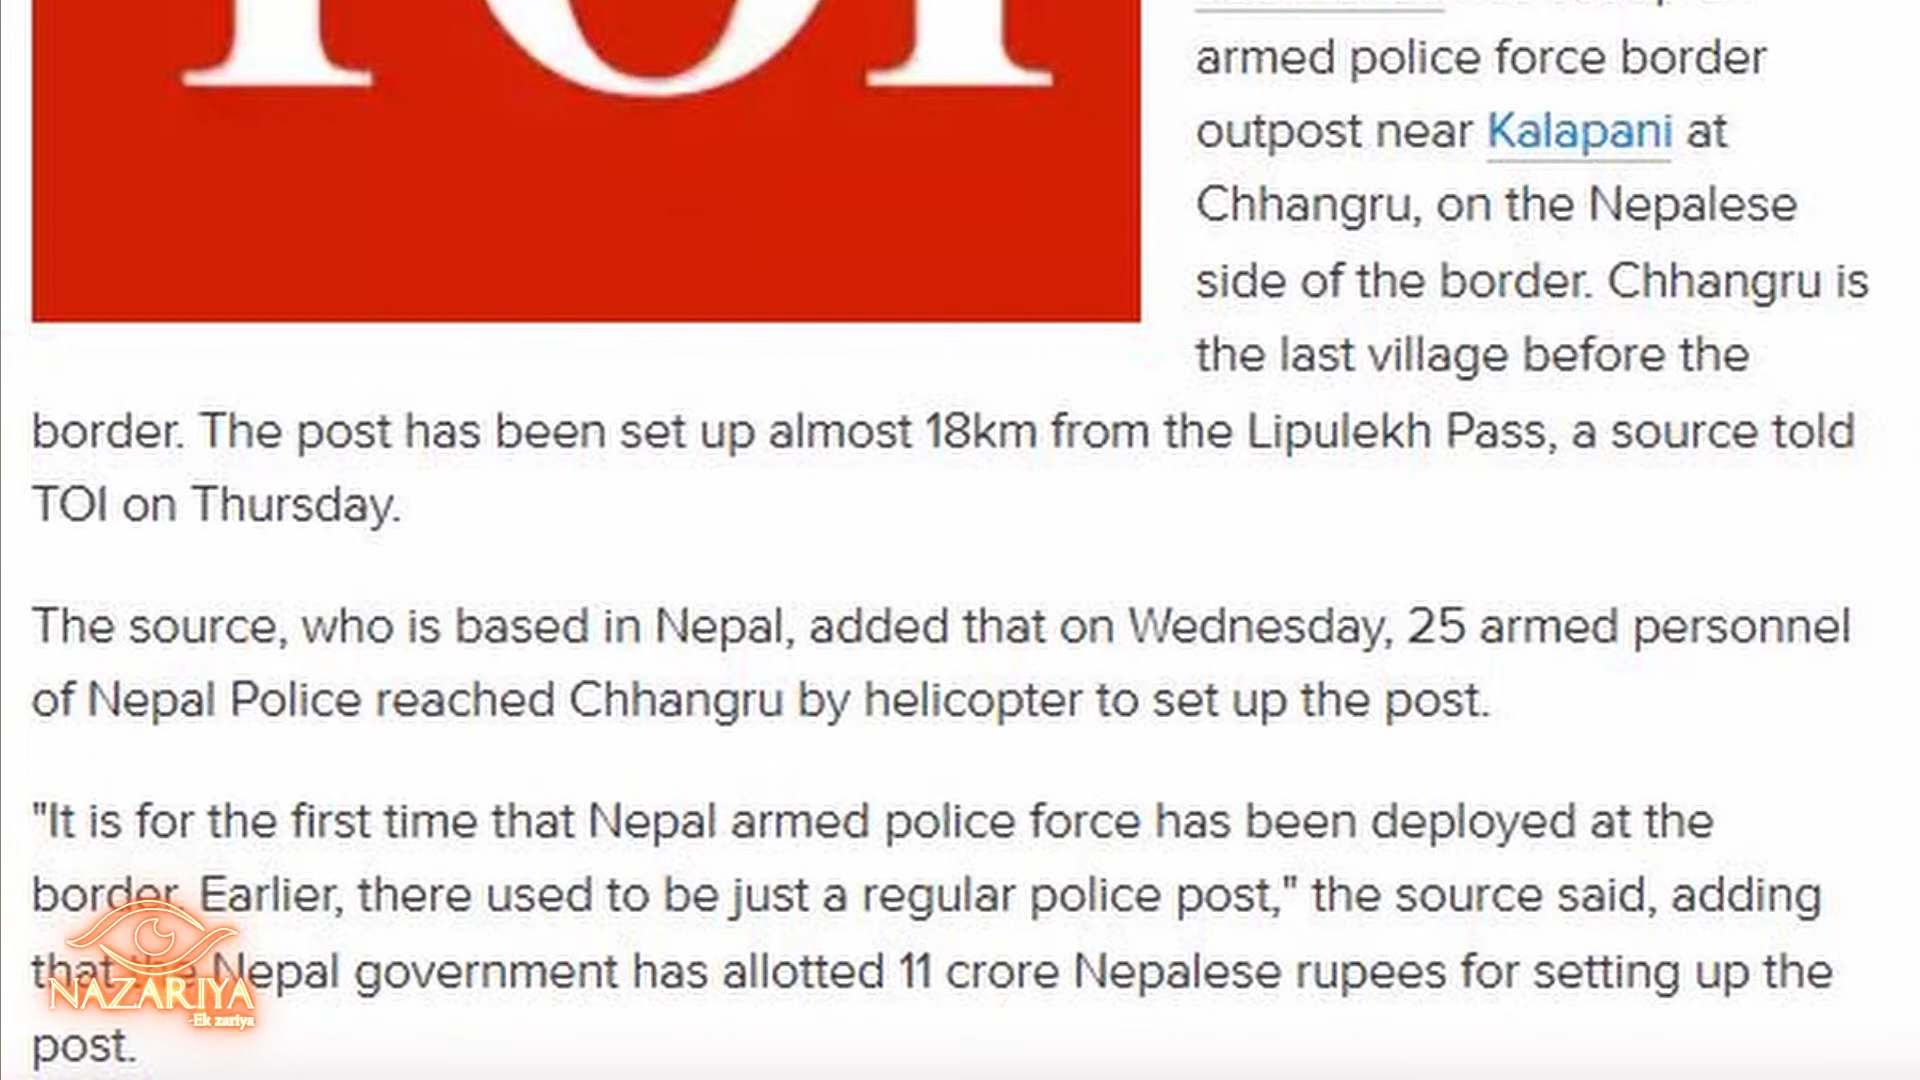 TOI
armed police force border
outpost near Kalapani at
Chhangru, on the Nepalese
side of the border. Chhangru is
the last village before the
border. The post has been set up almost 18km from the Lipulekh Pass, a source told
TOI on Thursday.
The source, who is based in Nepal, added that on Wednesday, 25 armed personnel
of Nepal Police reached Chhangru by helicopter to set up the post.
"It is for the first time that Nepal armed police force has been deployed at the
border. Earlier, there used to be just a regular police post," the source said, adding
that the Nepal government has allotted 11 crore Nepalese rupees for setting up the
post.
NAZARIYA
-Ek zariya